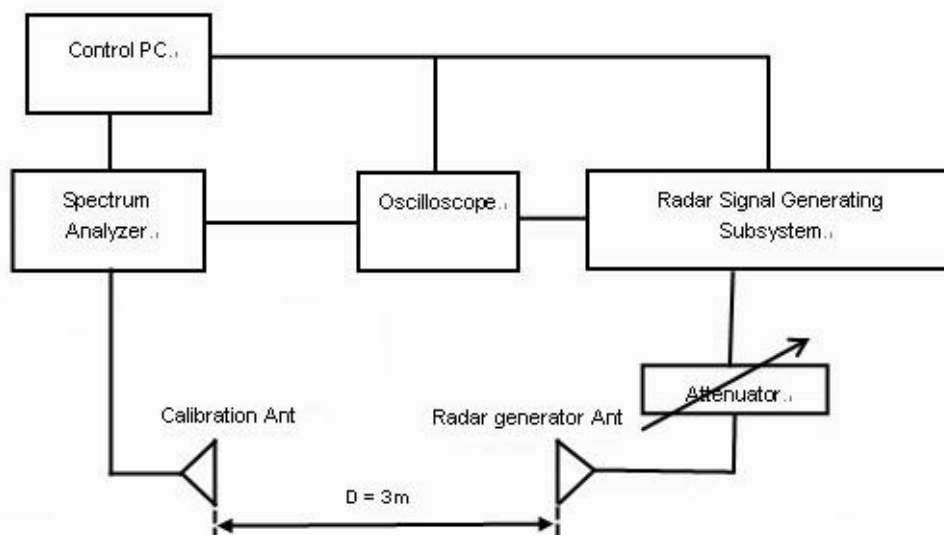 Control PC.
Spectrum
Analyzer.
Oscilloscope.
Radar Signal Generating
Subsystem.
Attenuator.
Calibration Ant
Radar generator Ant
D = 3m